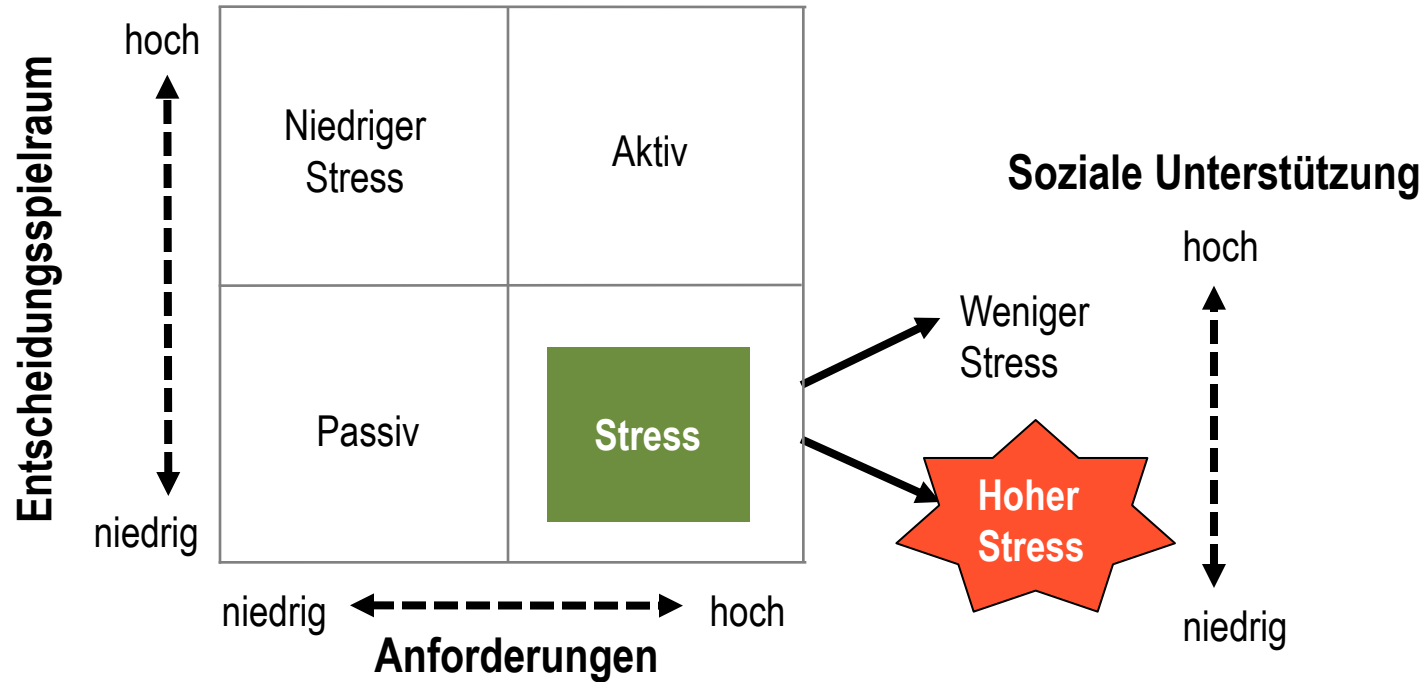 Entscheidungsspielraum
hoch
niedrig
Niedriger
Stress
Aktiv
Passiv
Stress
niedrig
hoch
Anforderungen
Soziale Unterstützung
hoch
Weniger
Stress
Hoher
Stress
niedrig